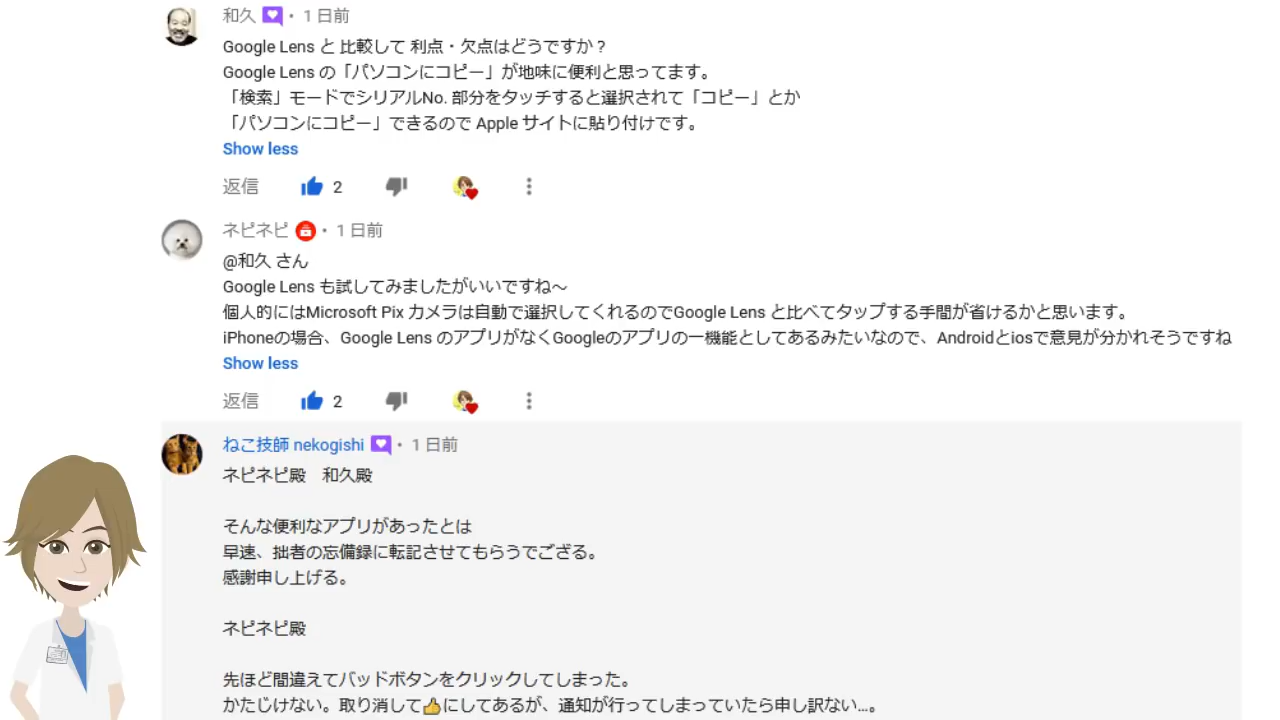 和久 ・ 1 日前
Google Lens と 比較して 利点・欠点はどうですか？
Google Lens の「パソコンにコピー」が地味に便利と思ってます。
「検索」モードでシリアルNo. 部分をタッチすると選択されて「コピー」とか
「パソコンにコピー」できるので Apple サイトに貼り付けです。
Show less
返信 2
ネピネピ ・ 1 日前
@和久 さん
Google Lens も試してみましたがいいですね〜
個人的にはMicrosoft Pix カメラは自動で選択してくれるのでGoogle Lens と比べてタップする手間が省けるかと思います。
iPhoneの場合、Google Lens のアプリがなくGoogleのアプリの一機能としてあるみたいなので、Androidとiosで意見が分かれそうですね
Show less
返信 2
ねこ技師 nekogishi ・ 1 日前
ネピネピ殿　和久殿
そんな便利なアプリがあったとは
早速、拙者の忘備録に転記させてもらうでござる。
感謝申し上げる。
ネピネピ殿
先ほど間違えてバッドボタンをクリックしてしまった。
かたじけない。取り消して👍にしてあるが、通知が行ってしまっていたら申し訳ない...。